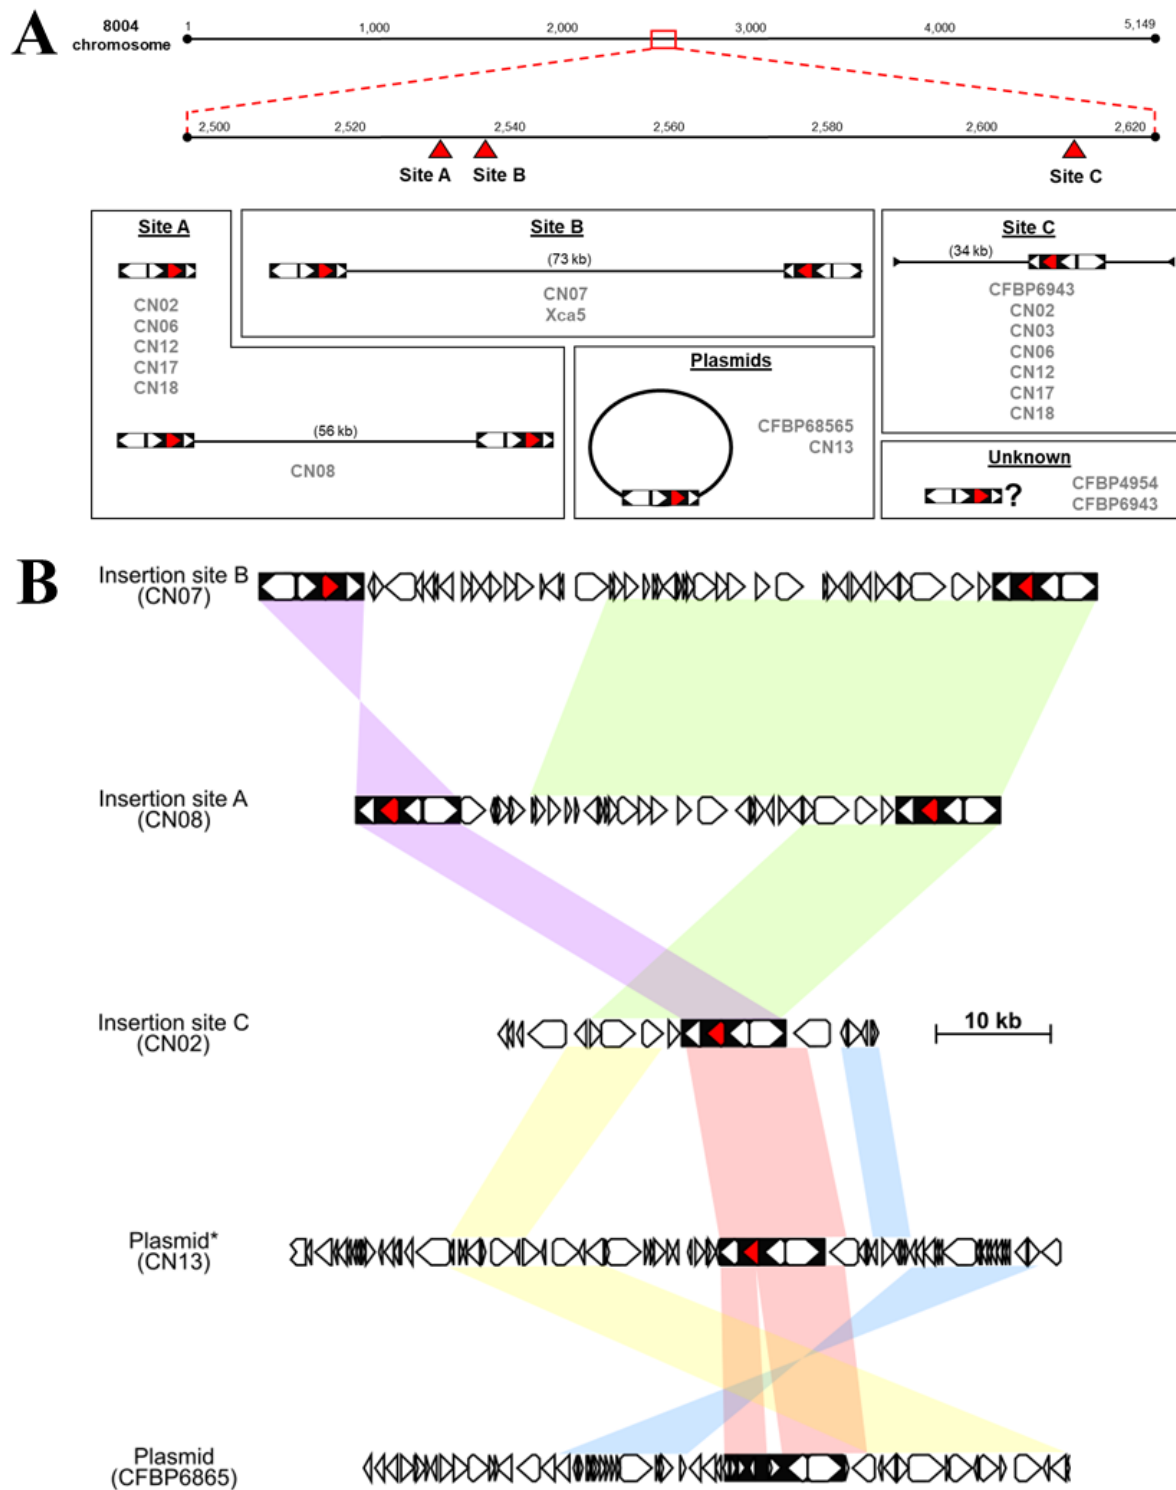 A
8004
chromosome
1
1,000
2,000
3,000
4,000
5,149
2,500
2,520
2,540
2,560
2,580
2,600
2,620
Site A
Site B
Site C
Site A
CN02
CN06
CN12
CN17
CN18
(56 kb)
CN08
Site B
(73 kb)
CN07
Xca5
Plasmids
CFBP68565
CN13
Site C
(34 kb)
CFBP6943
CN02
CN03
CN06
CN12
CN17
CN18
Unknown
?
CFBP4954
CFBP6943
B
Insertion site B
(CN07)
Insertion site A
(CN08)
Insertion site C
(CN02)
10 kb
Plasmid*
(CN13)
Plasmid
(CFBP6865)